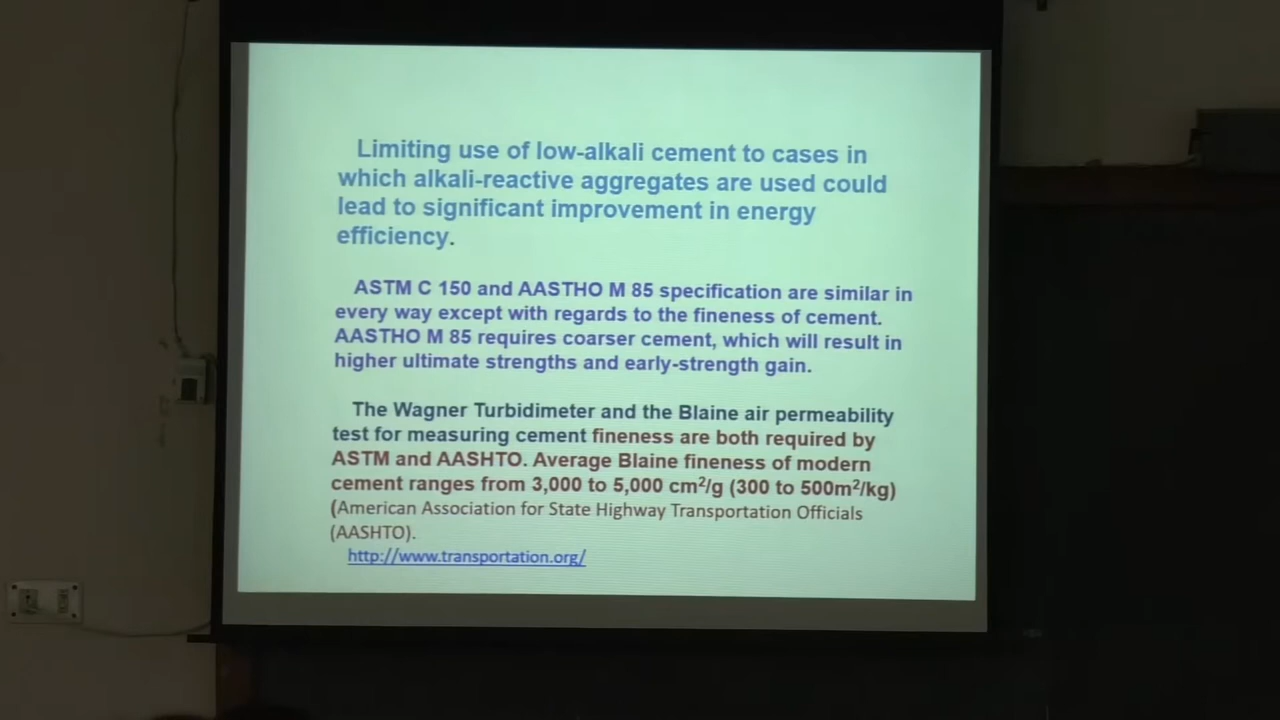 Limiting use of low-alkali cement to cases in
which alkali-reactive aggregates are used could
lead to significant improvement in energy
efficiency.
ASTM C 150 and AASTHO M 85 specification are similar in
every way except with regards to the fineness of cement.
AASTHO M 85 requires coarser cement, which will result in
higher ultimate strengths and early-strength gain.
The Wagner Turbidimeter and the Blaine air permeability
test for measuring cement fineness are both required by
ASTM and AASHTO. Average Blaine fineness of modern
cement ranges from 3,000 to 5,000 cm²/g (300 to 500m²/kg)
(American Association for State Highway Transportation Officials
(AASHTO).
http://www.transportation.org/